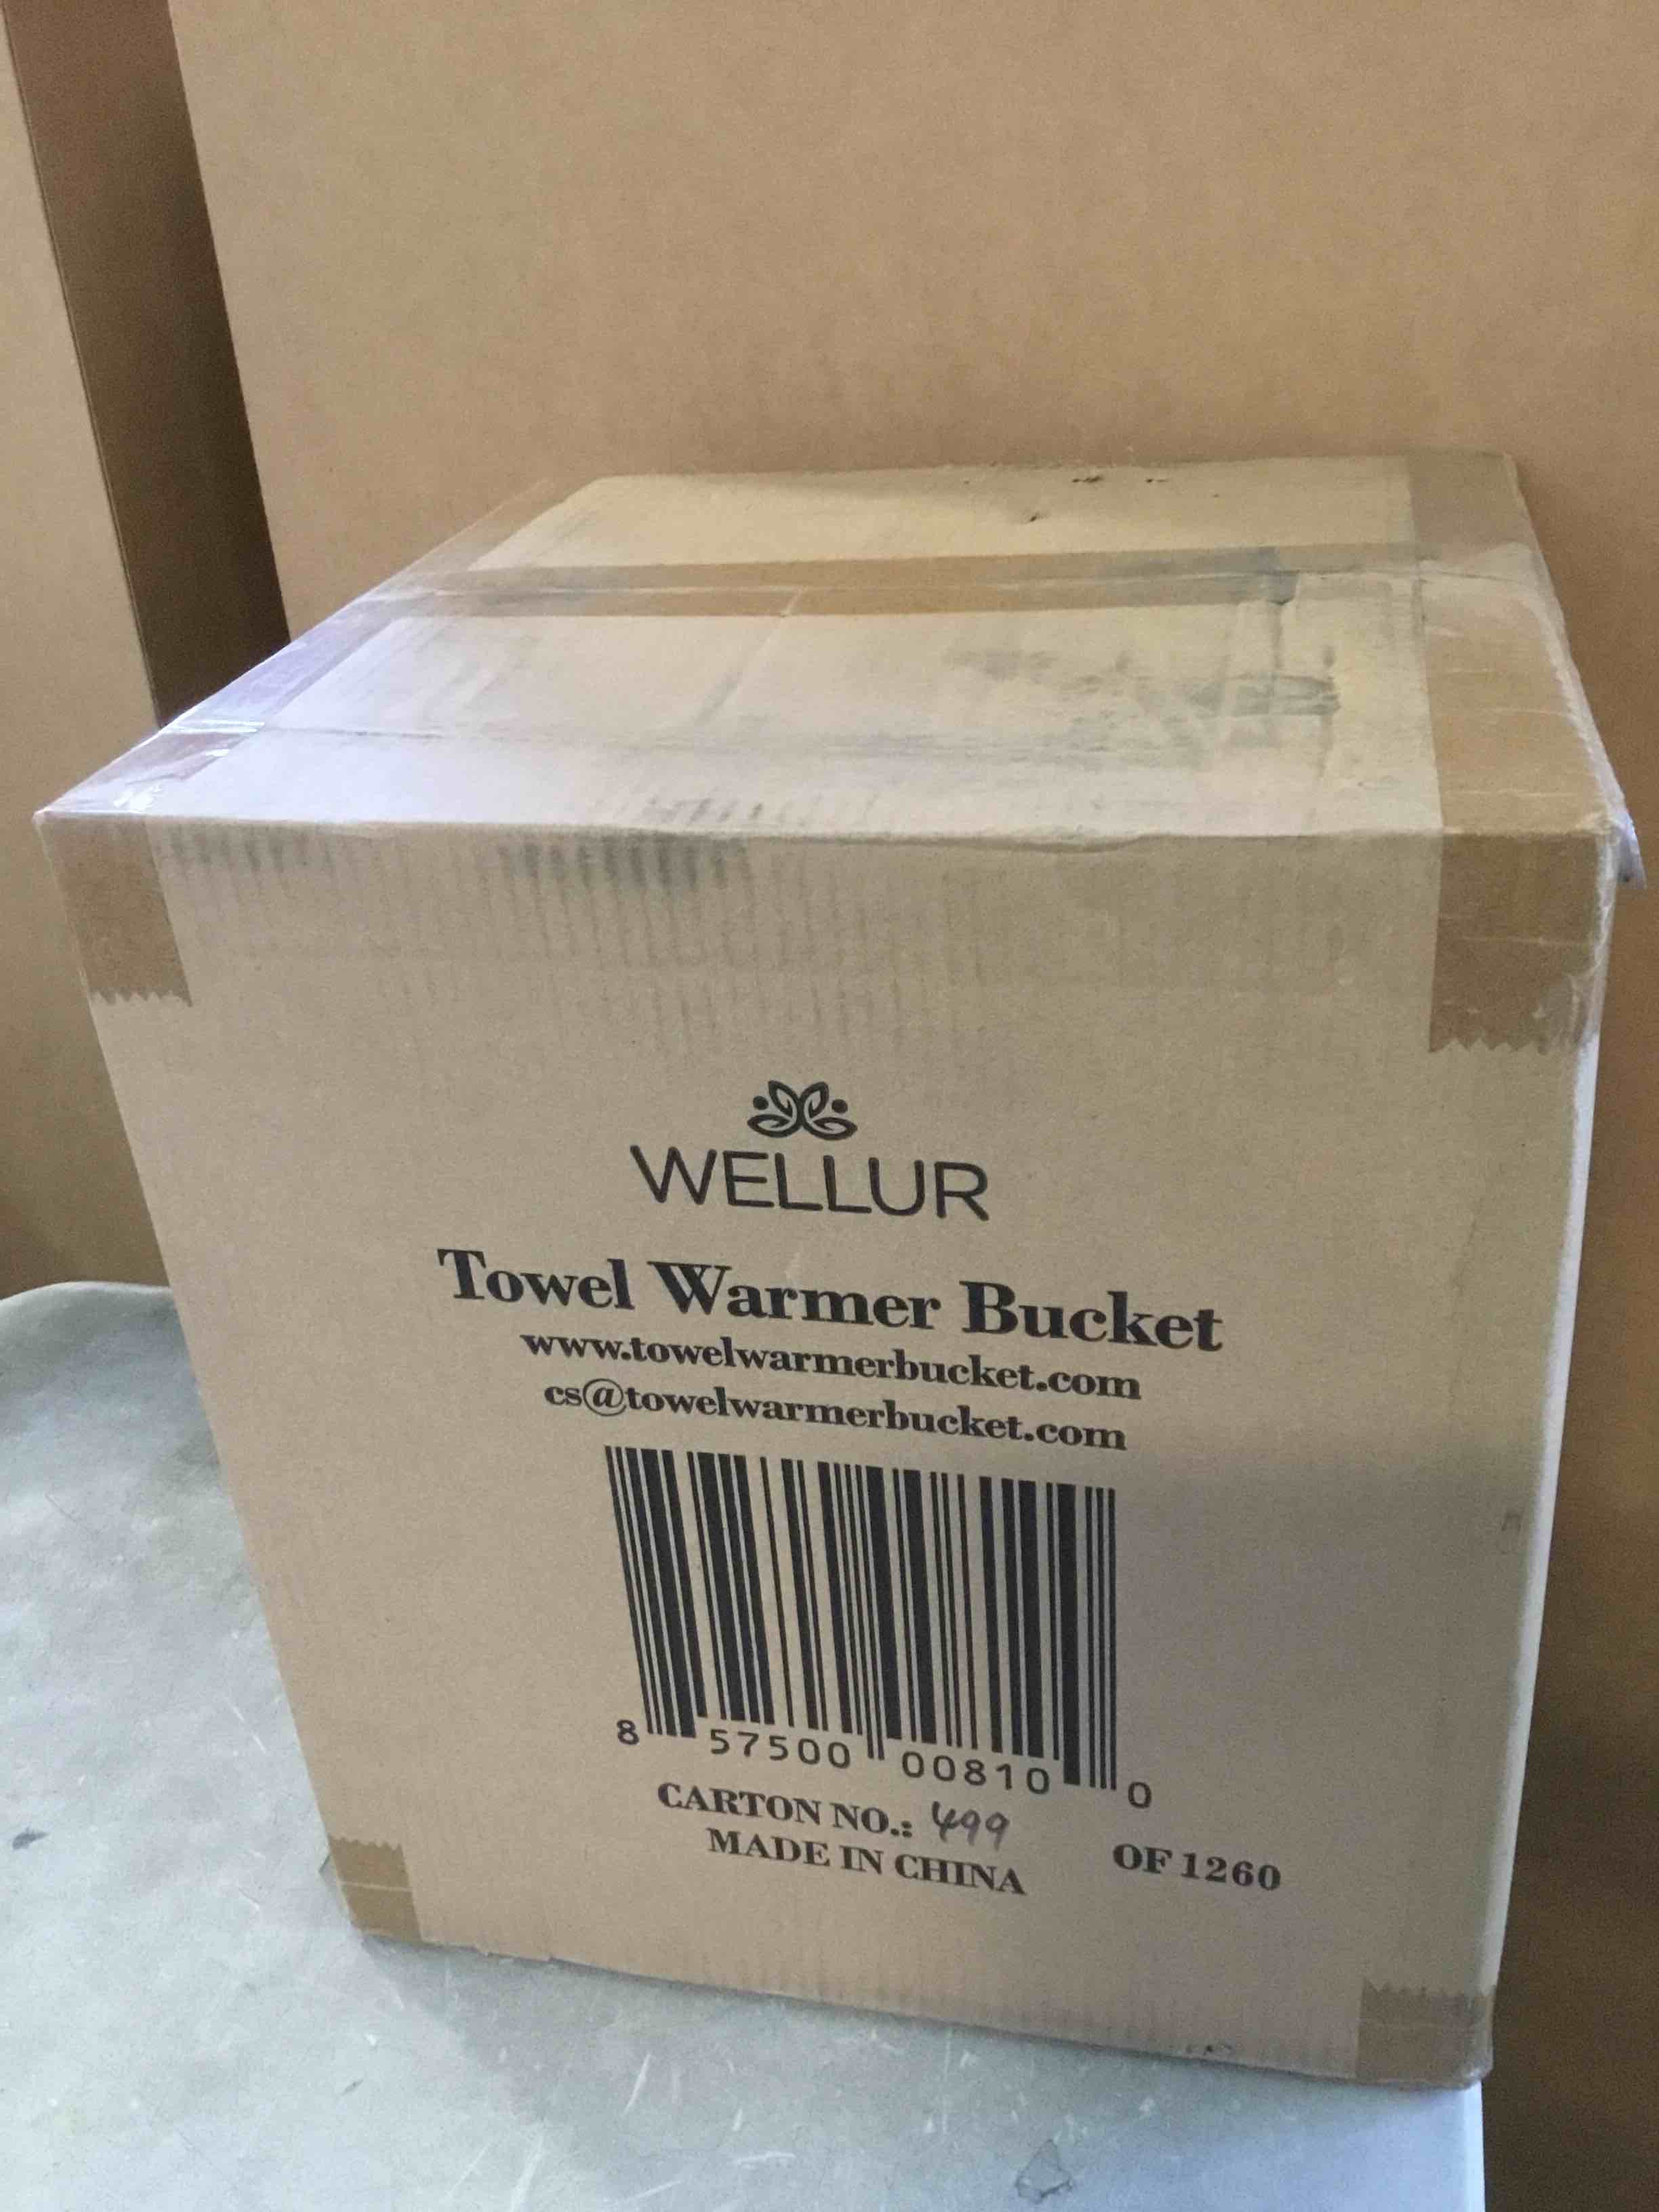 WELLUR
Towel Warmer Bucket
www.towelwarmerbucket.com
cs@towelwarmerbucket.com
8 57500 00810 0
CARTON NO.: 499 OF 1260
MADE IN CHINA